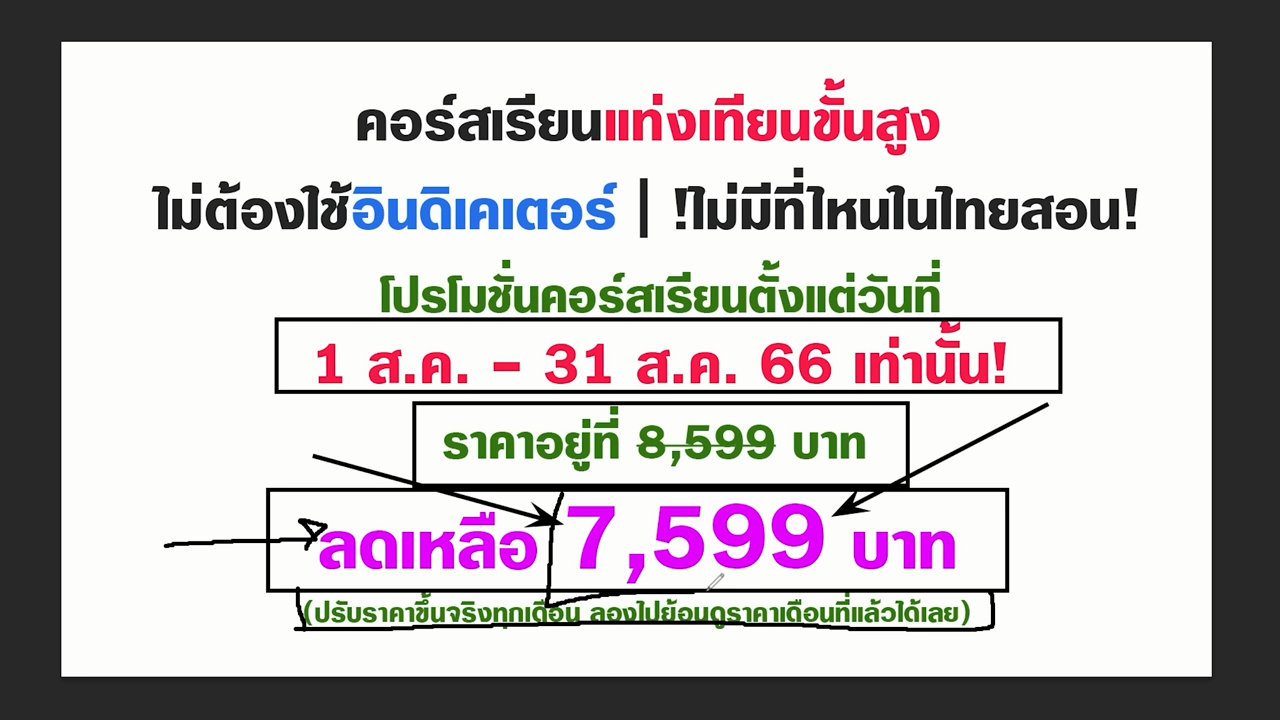 คอร์สเรียนแท่งเทียนขั้นสูง
ไม่ต้องใช้อินดิเคเตอร์ | !ไม่มีที่ไหนในไทยสอน!
โปรโมชั่นคอร์สเรียนตั้งแต่วันที่
1 ส.ค. – 31 ส.ค. 66 เท่านั้น!
ราคาอยู่ที่ 8,599 บาท
ลดเหลือ 7,599 บาท
(ปรับราคาขึ้นจริงทุกเดือน ลองไปย้อนดูราคาเดือนที่แล้วได้เลย)